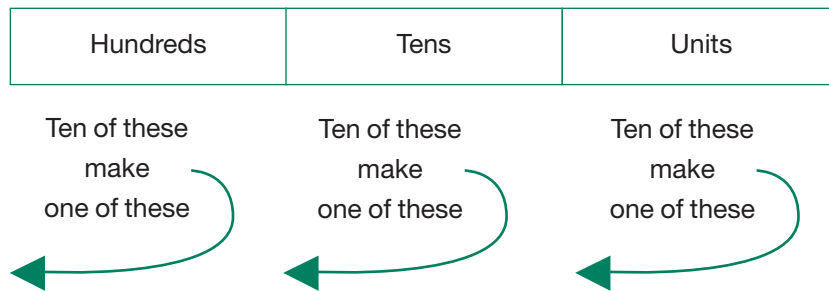 Hundreds
Tens
Units
Ten of these
make
one of these
Ten of these
make
one of these
Ten of these
make
one of these